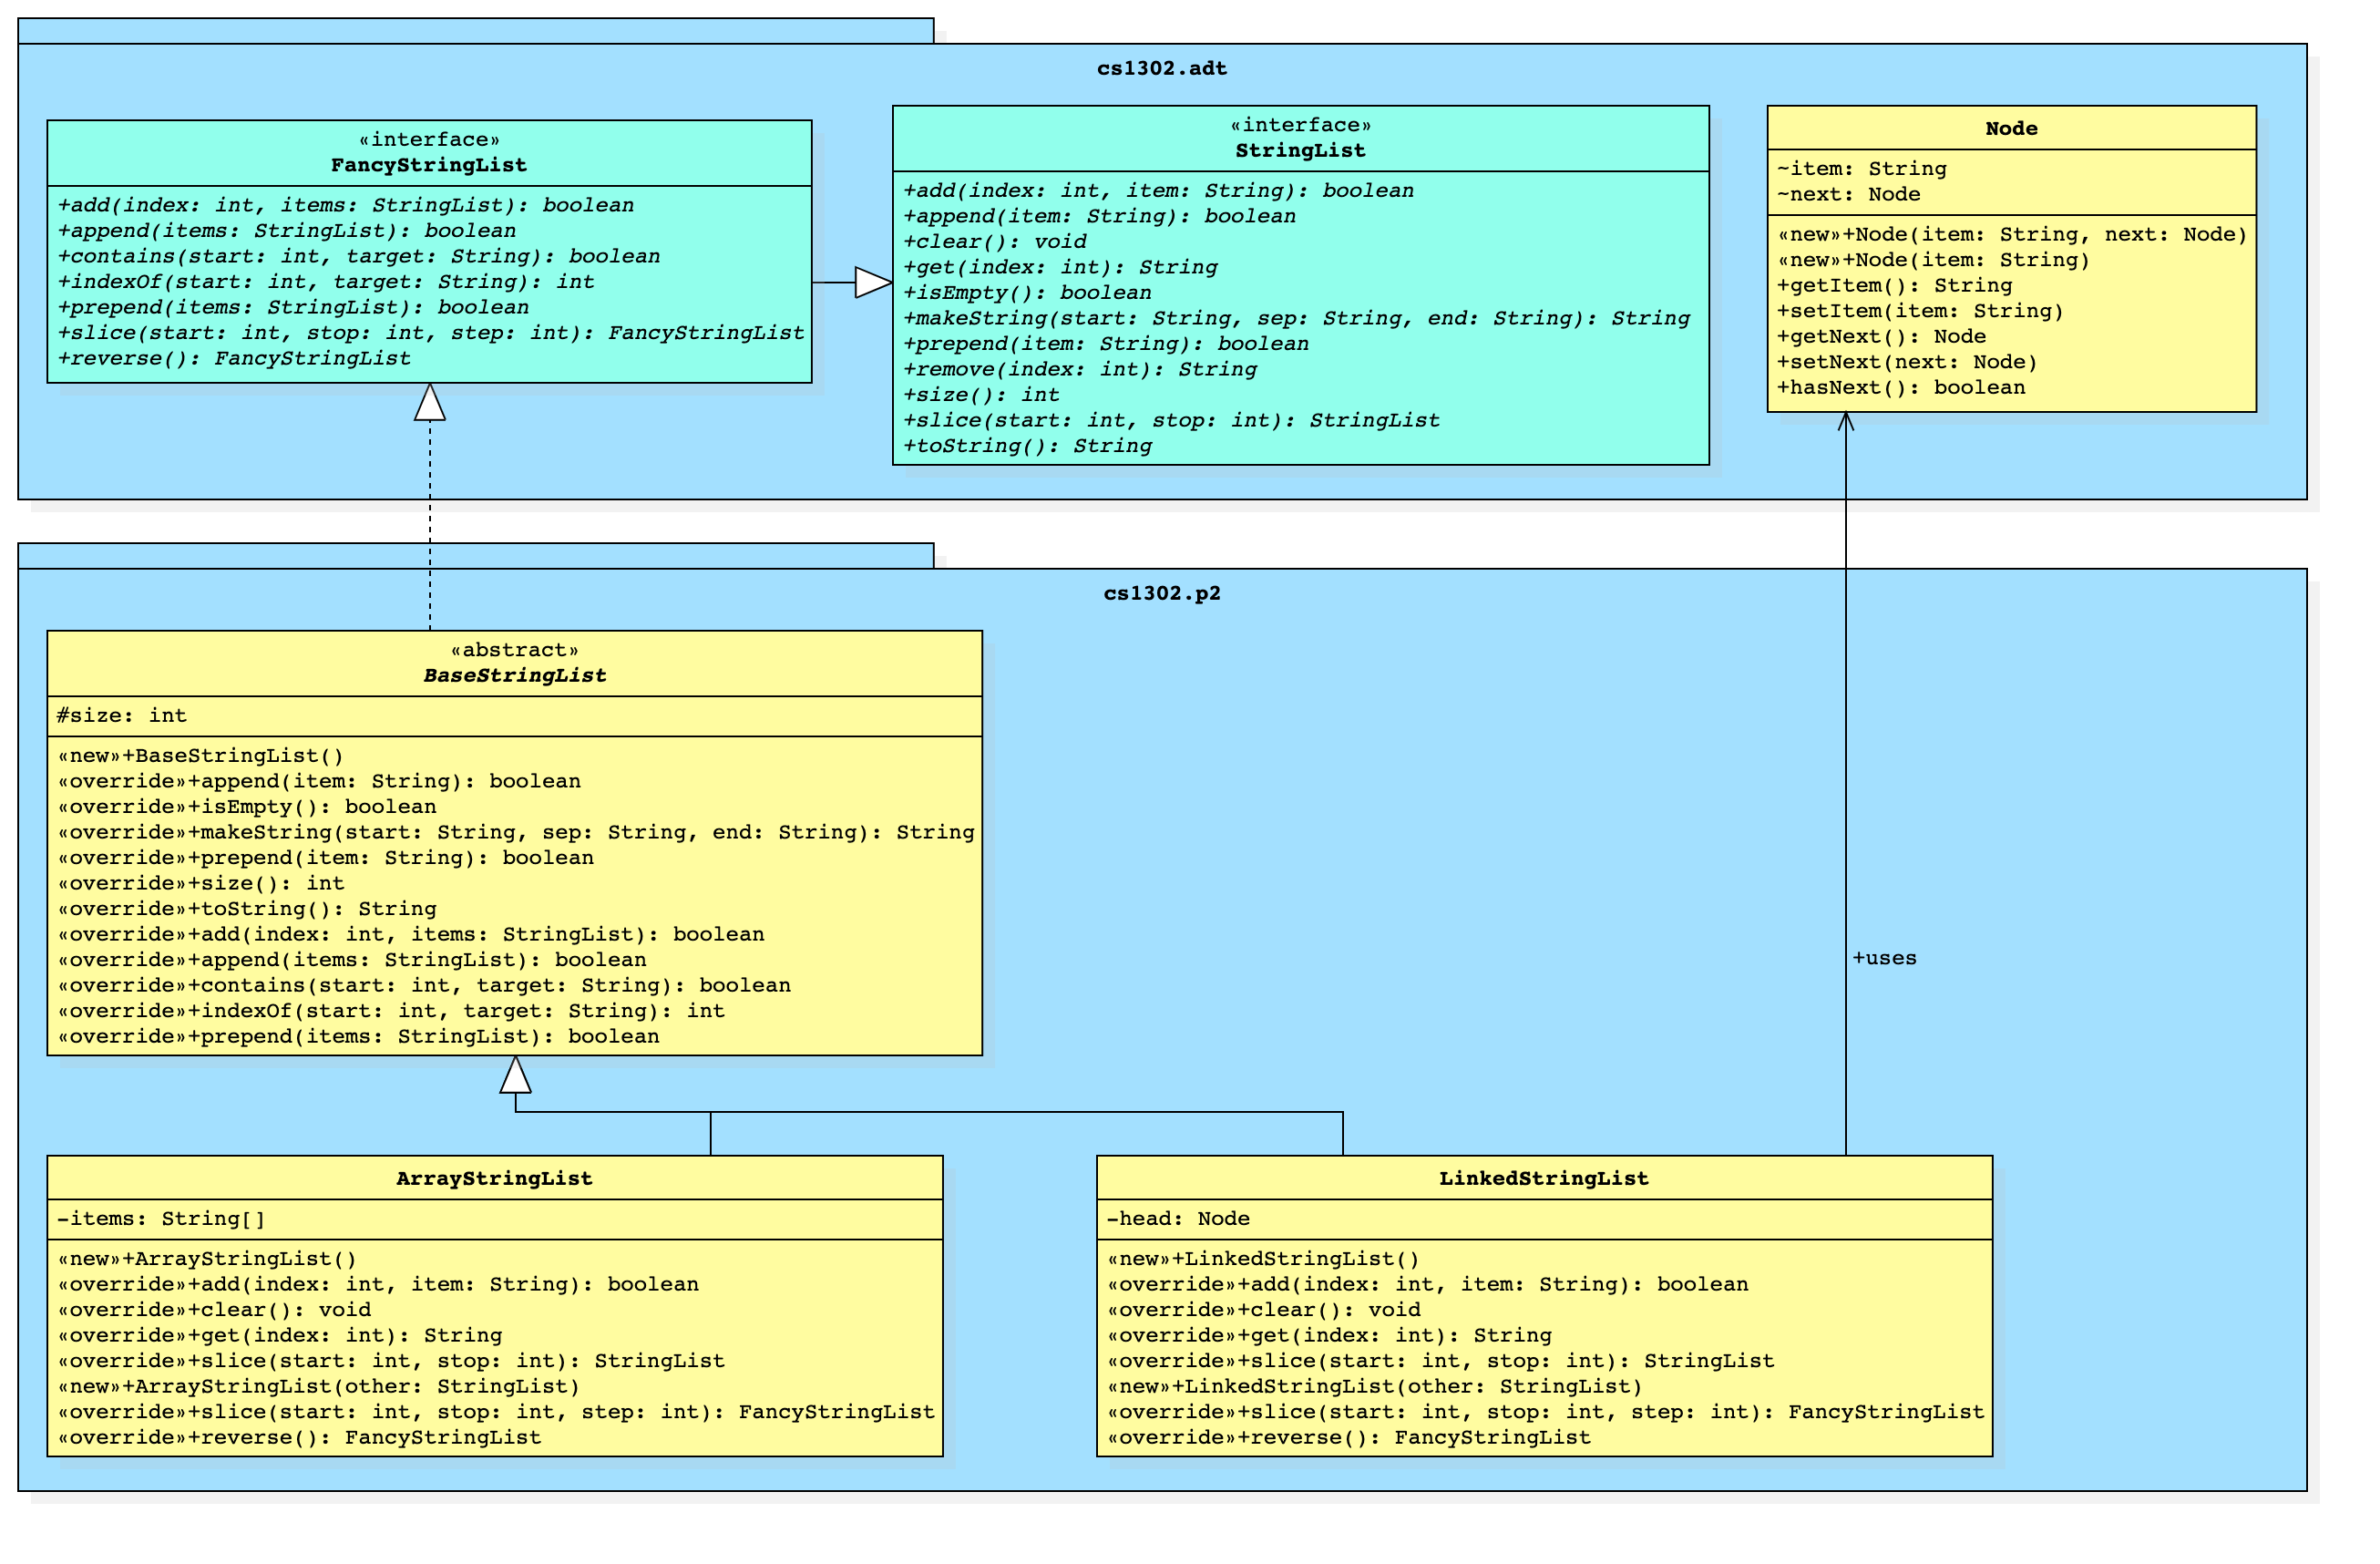 cs1302.adt
«interface»
FancyStringList
+add(index: int, items: StringList): boolean
+append(items: StringList): boolean
+contains(start: int, target: String): boolean
+indexOf(start: int, target: String): int
+prepend(items: StringList): boolean
+slice(start: int, stop: int, step: int): FancyStringList
+reverse(): FancyStringList
«interface»
StringList
+add(index: int, item: String): boolean
+append(item: String): boolean
+clear(): void
+get(index: int): String
+isEmpty(): boolean
+makeString(start: String, sep: String, end: String): String
+prepend(item: String): boolean
+remove(index: int): String
+size(): int
+slice(start: int, stop: int): StringList
+toString(): String
Node
~item: String
~next: Node
«new»+Node(item: String, next: Node)
«new»+Node(item: String)
+getItem(): String
+setItem(item: String)
+getNext(): Node
+setNext(next: Node)
+hasNext(): boolean
cs1302.p2
«abstract»
BaseStringList
#size: int
«new»+BaseStringList()
«override»+append(item: String): boolean
«override»+isEmpty(): boolean
«override»+makeString(start: String, sep: String, end: String): String
«override»+prepend(item: String): boolean
«override»+size(): int
«override»+toString(): String
«override»+add(index: int, items: StringList): boolean
«override»+append(items: StringList): boolean
«override»+contains(start: int, target: String): boolean
«override»+indexOf(start: int, target: String): int
«override»+prepend(items: StringList): boolean
+uses
ArrayStringList
-items: String[]
«new»+ArrayStringList()
«override»+add(index: int, item: String): boolean
«override»+clear(): void
«override»+get(index: int): String
«override»+slice(start: int, stop: int): StringList
«new»+ArrayStringList(other: StringList)
«override»+slice(start: int, stop: int, step: int): FancyStringList
«override»+reverse(): FancyStringList
LinkedStringList
-head: Node
«new»+LinkedStringList()
«override»+add(index: int, item: String): boolean
«override»+clear(): void
«override»+get(index: int): String
«override»+slice(start: int, stop: int): StringList
«new»+LinkedStringList(other: StringList)
«override»+slice(start: int, stop: int, step: int): FancyStringList
«override»+reverse(): FancyStringList